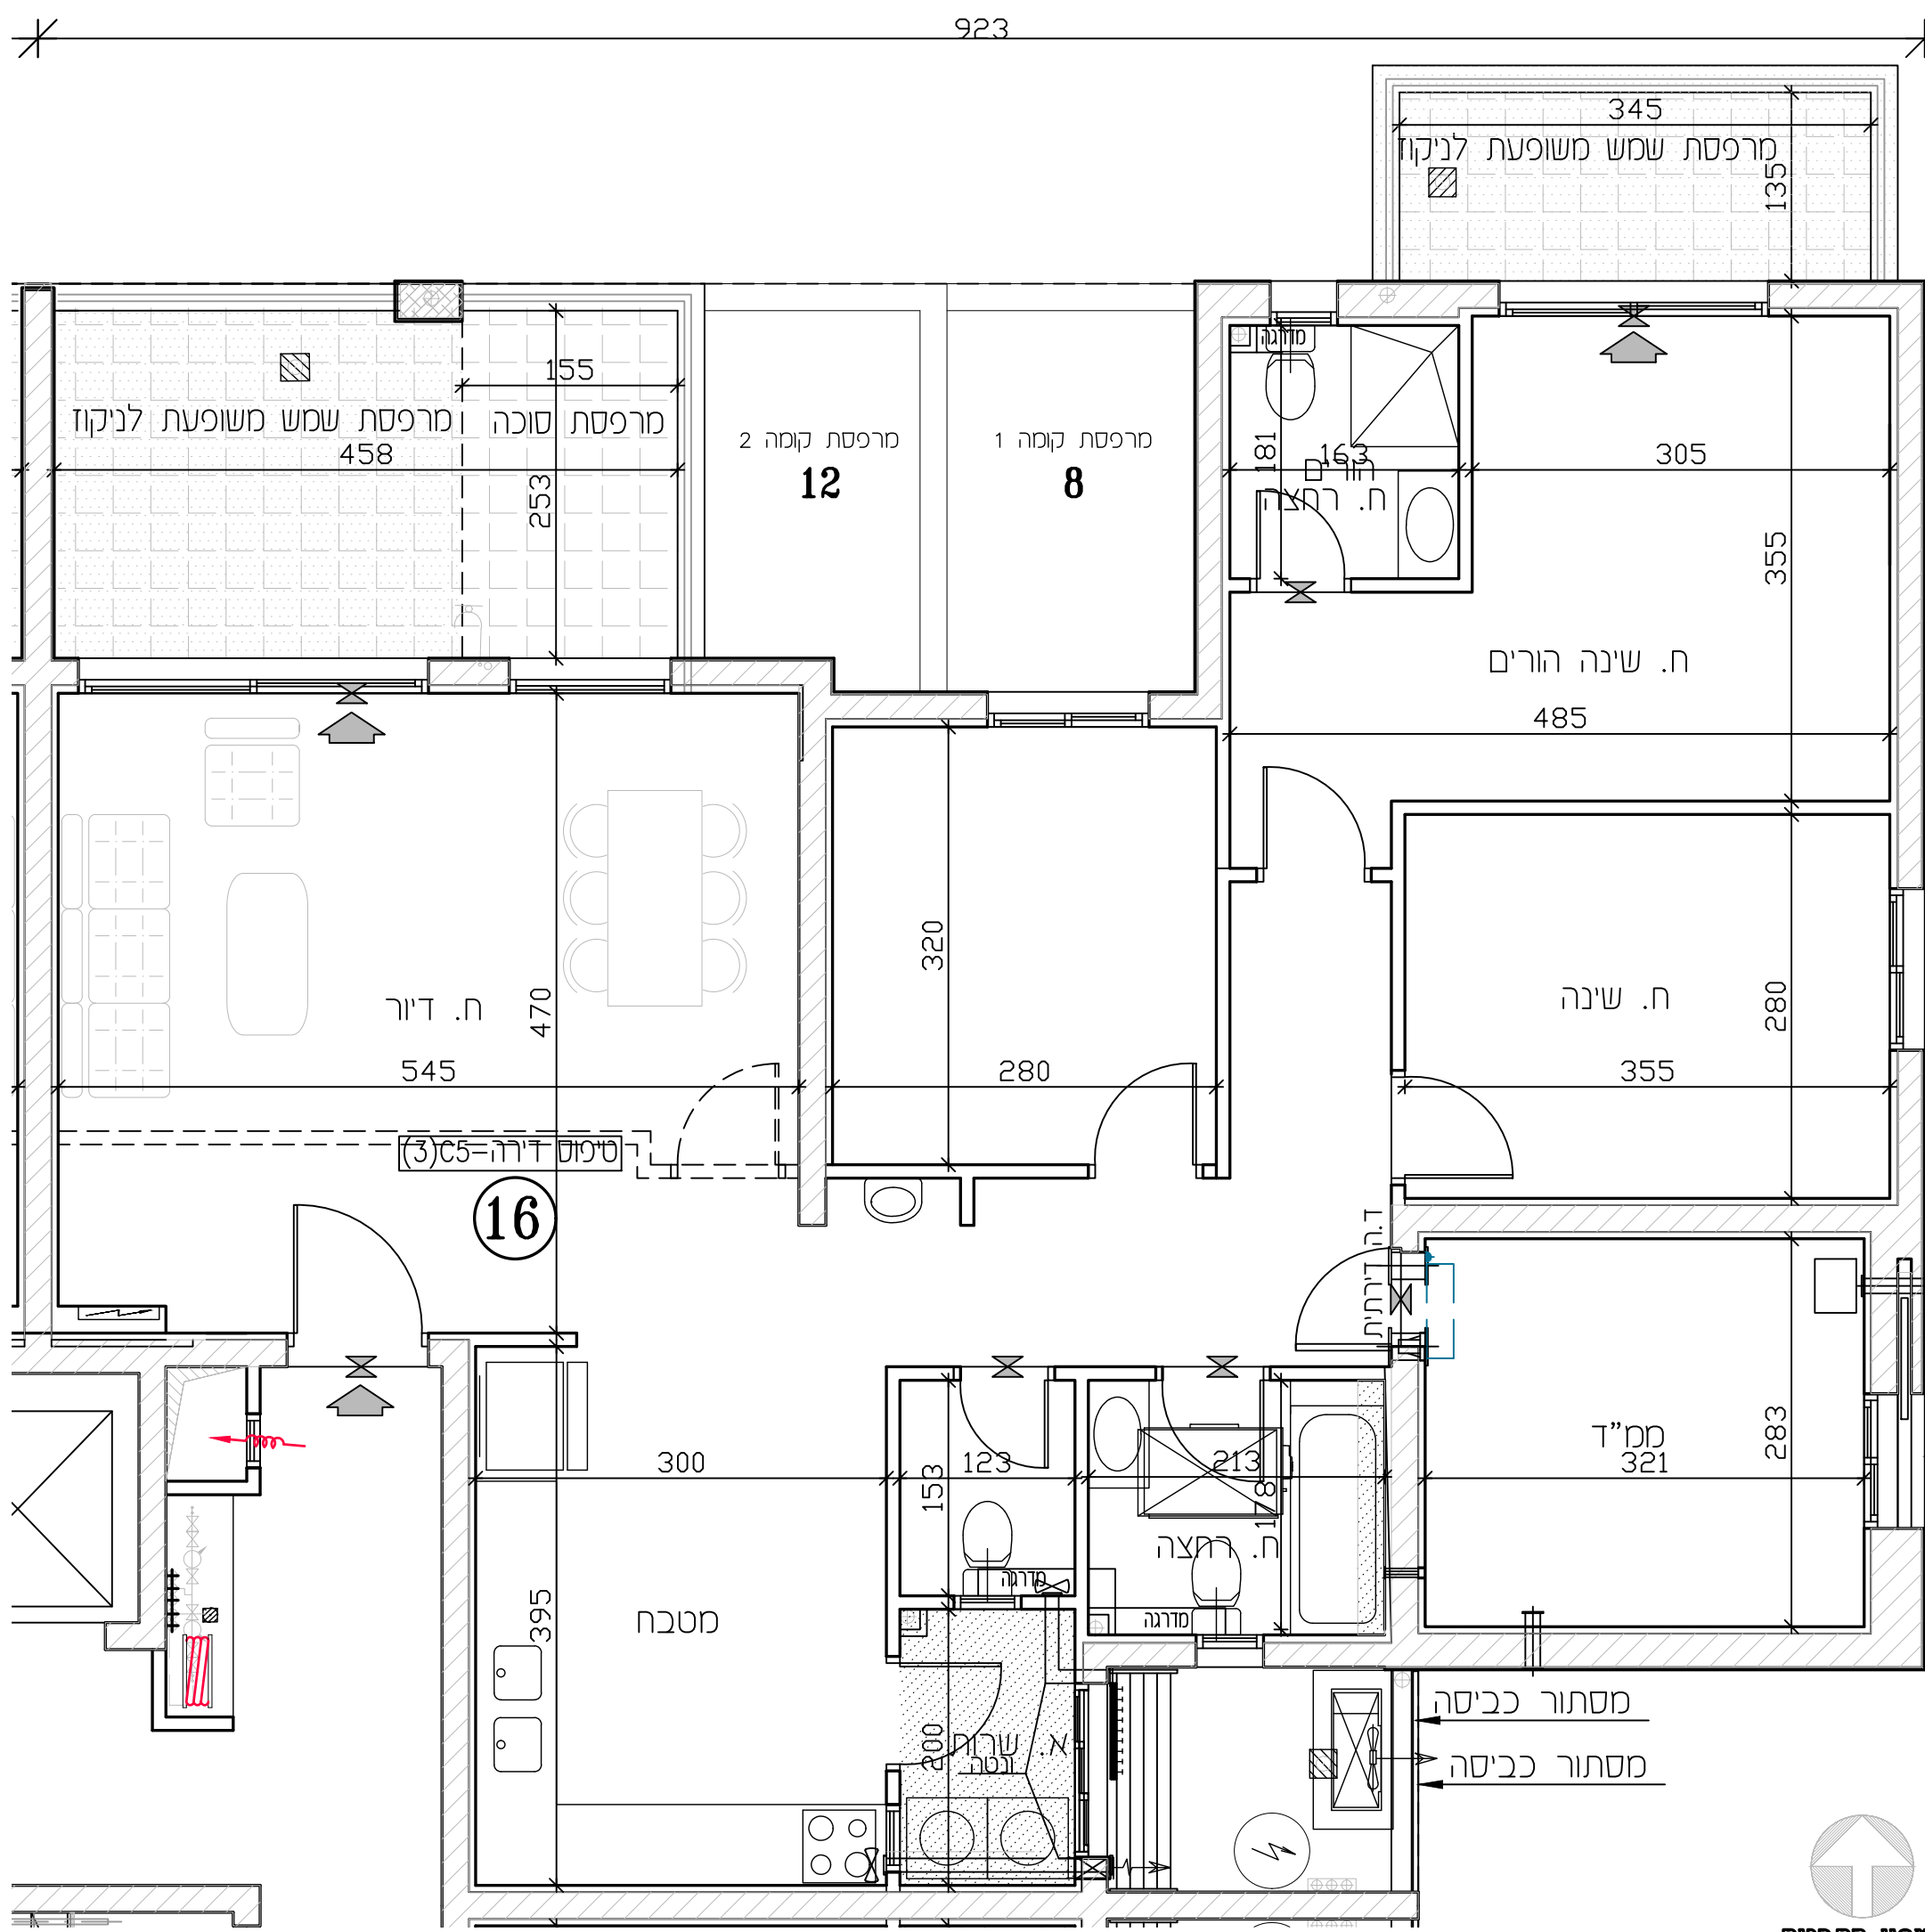 923
345
מרפסת שמש משופעת לניקוז
135
155
מרפסת שמש משופעת לניקוז
מרפסת סוכה
458
253
מרפסת קומה 2
12
מרפסת קומה 1
8
מדרגה
181
163
הורים
ח. רחצה
305
355
ח. שינה הורים
485
320
280
ח. דיור
470
545
טיפוס דירה-C5(3)
16
ח. שינה
280
355
ד.ה דירתית
ממ"ד
321
283
300
395
מטבח
123
153
מדרגה
213
178
ח. רחצה
מדרגה
א. שרות
ונטה
200
מסתור כביסה
מסתור כביסה